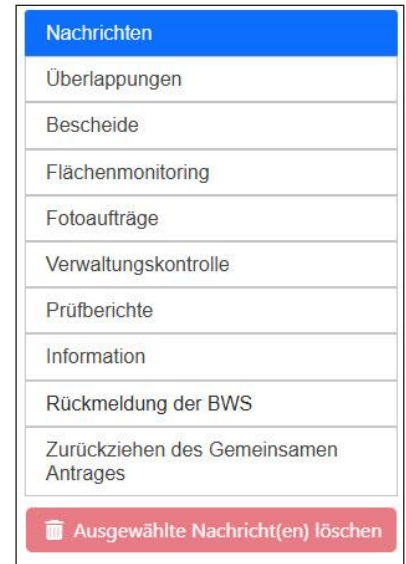 Nachrichten
Überlappungen
Bescheide
Flächenmonitoring
Fotoaufträge
Verwaltungskontrolle
Prüfberichte
Information
Rückmeldung der BWS
Zurückziehen des Gemeinsamen
Antrages
Ausgewählte Nachricht(en) löschen